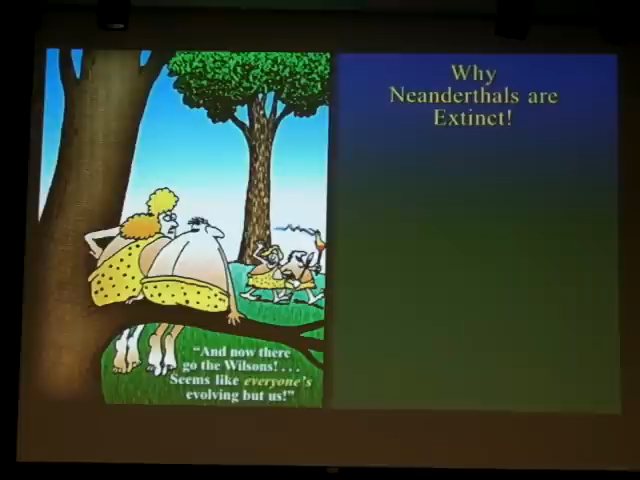 Why
Neanderthals are
Extinct!
“And now there
go the Wilsons! . . .
Seems like everyone's
evolving but us!”